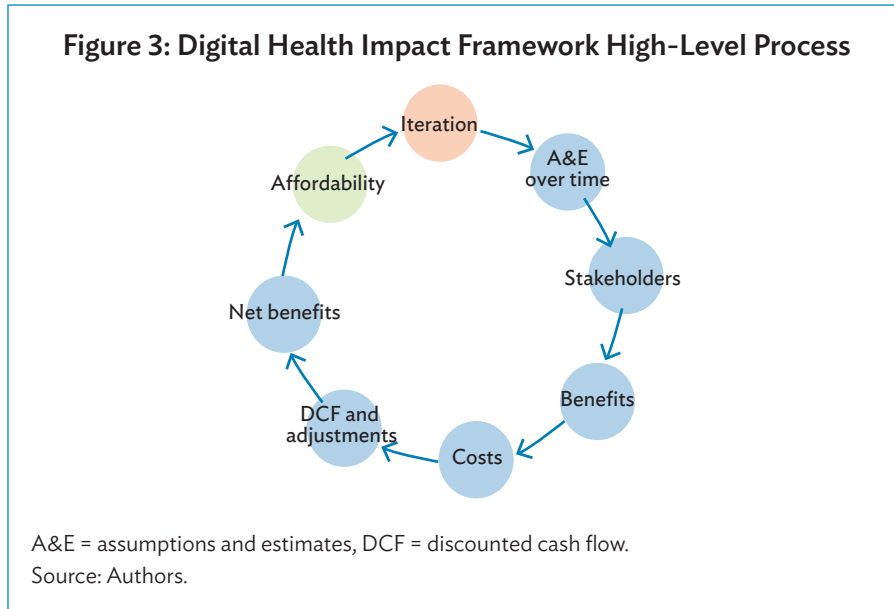 Figure 3: Digital Health Impact Framework High-Level Process
Iteration
A&E
over time
Stakeholders
Benefits
Costs
DCF and
adjustments
Net benefits
Affordability
A&E = assumptions and estimates, DCF = discounted cash flow.
Source: Authors.